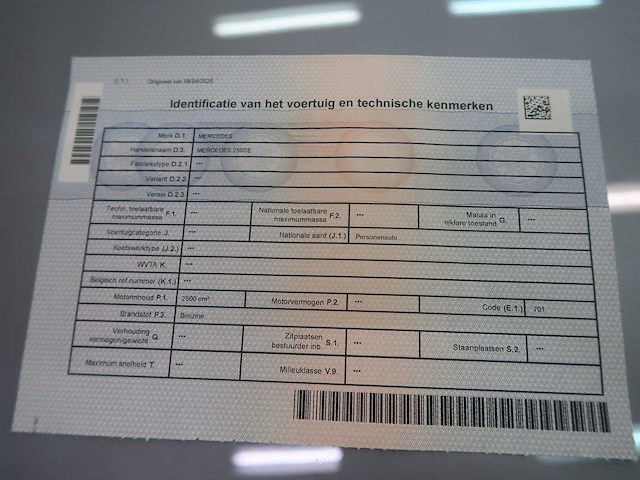 Origineel van 08/04/2025
Identificatie van het voertuig en technische kenmerken
Merk D.1. MERCEDES
Handelsnaam D.3. MERCEDES 250SE
Fabriekstype D.2.1 ---
Variant D.2.2 ---
Versie D.2.3 ---
Techn. toelaatbare maximummassa F.1. --- Nationale toelaatbare maximummassa F.2. --- Massa in rijklare toestand G. ---
Voertuigcategorie J. --- Nationale aard (J.1.) Personenauto
Koetswerktype (J.2.) ---
WVTA K. ---
Belgisch ref.nummer (K.1.) ---
Motorinhoud P.1. 2500 cm³ Motorvermogen P.2. --- Code (E.1.) 701
Brandstof P.3. Benzine
Verhouding vermogen/gewicht Q. --- Zitplaatsen bestuurder inb. S.1. --- Staanplaatsen S.2. ---
Maximum snelheid T. --- Milieuklasse V.9. ---